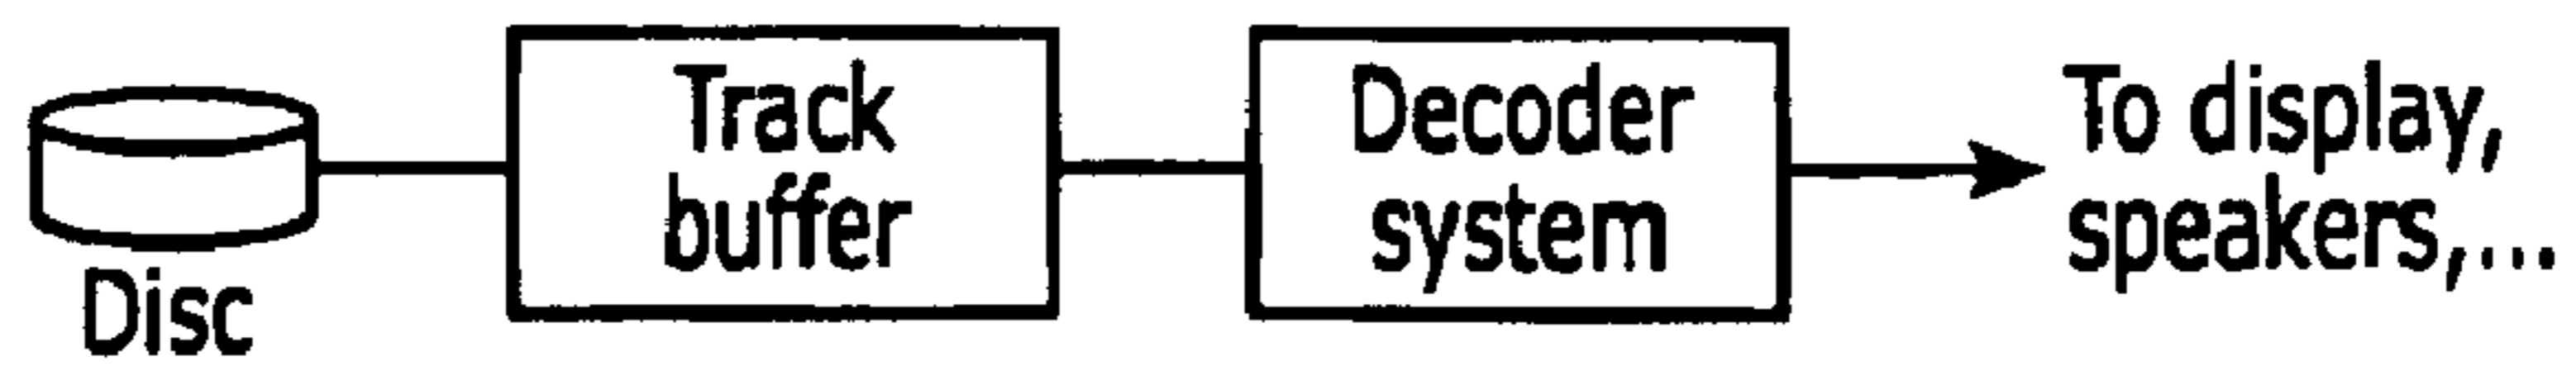 Disc
Track
buffer
Decoder
system
To display,
speakers,...